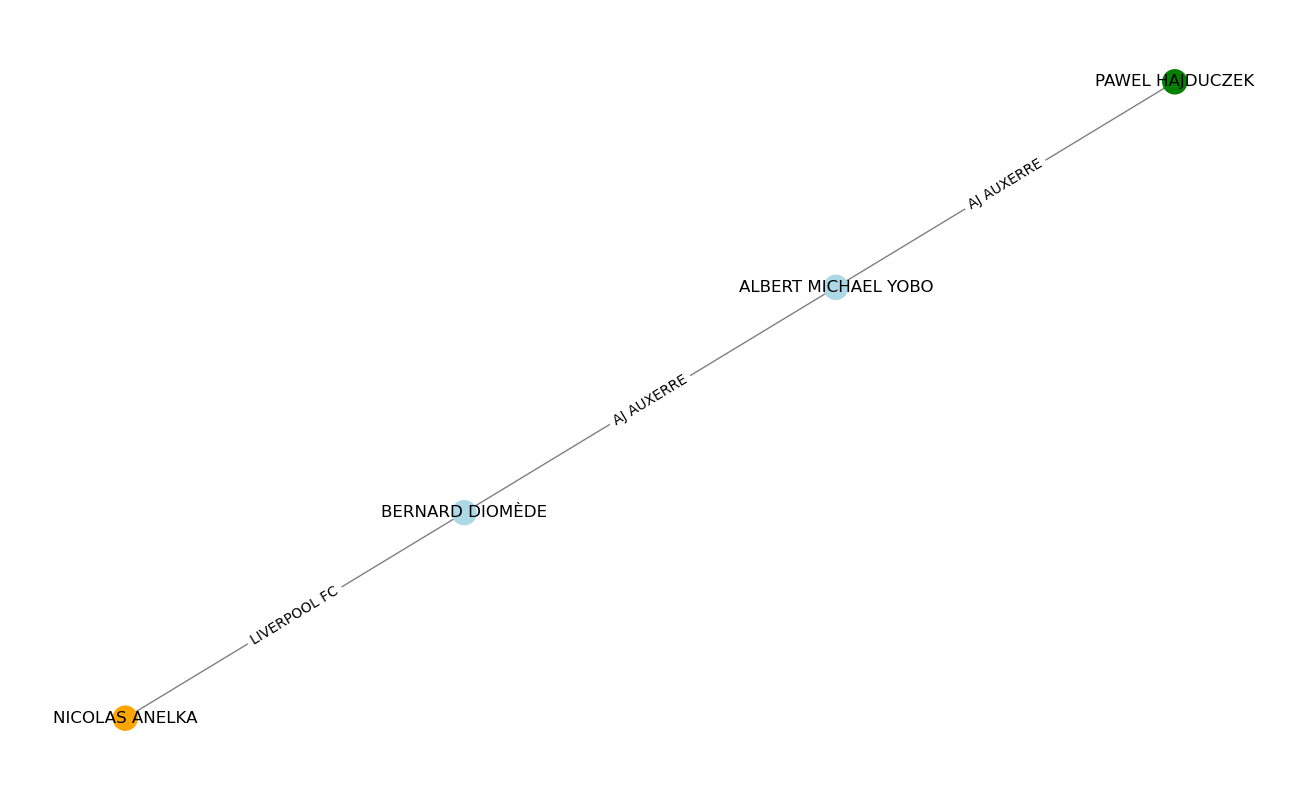 PAWEL HAJDUCZEK
AJ AUXERRE
ALBERT MICHAEL YOBO
AJ AUXERRE
BERNARD DIOMÈDE
LIVERPOOL FC
NICOLAS ANELKA